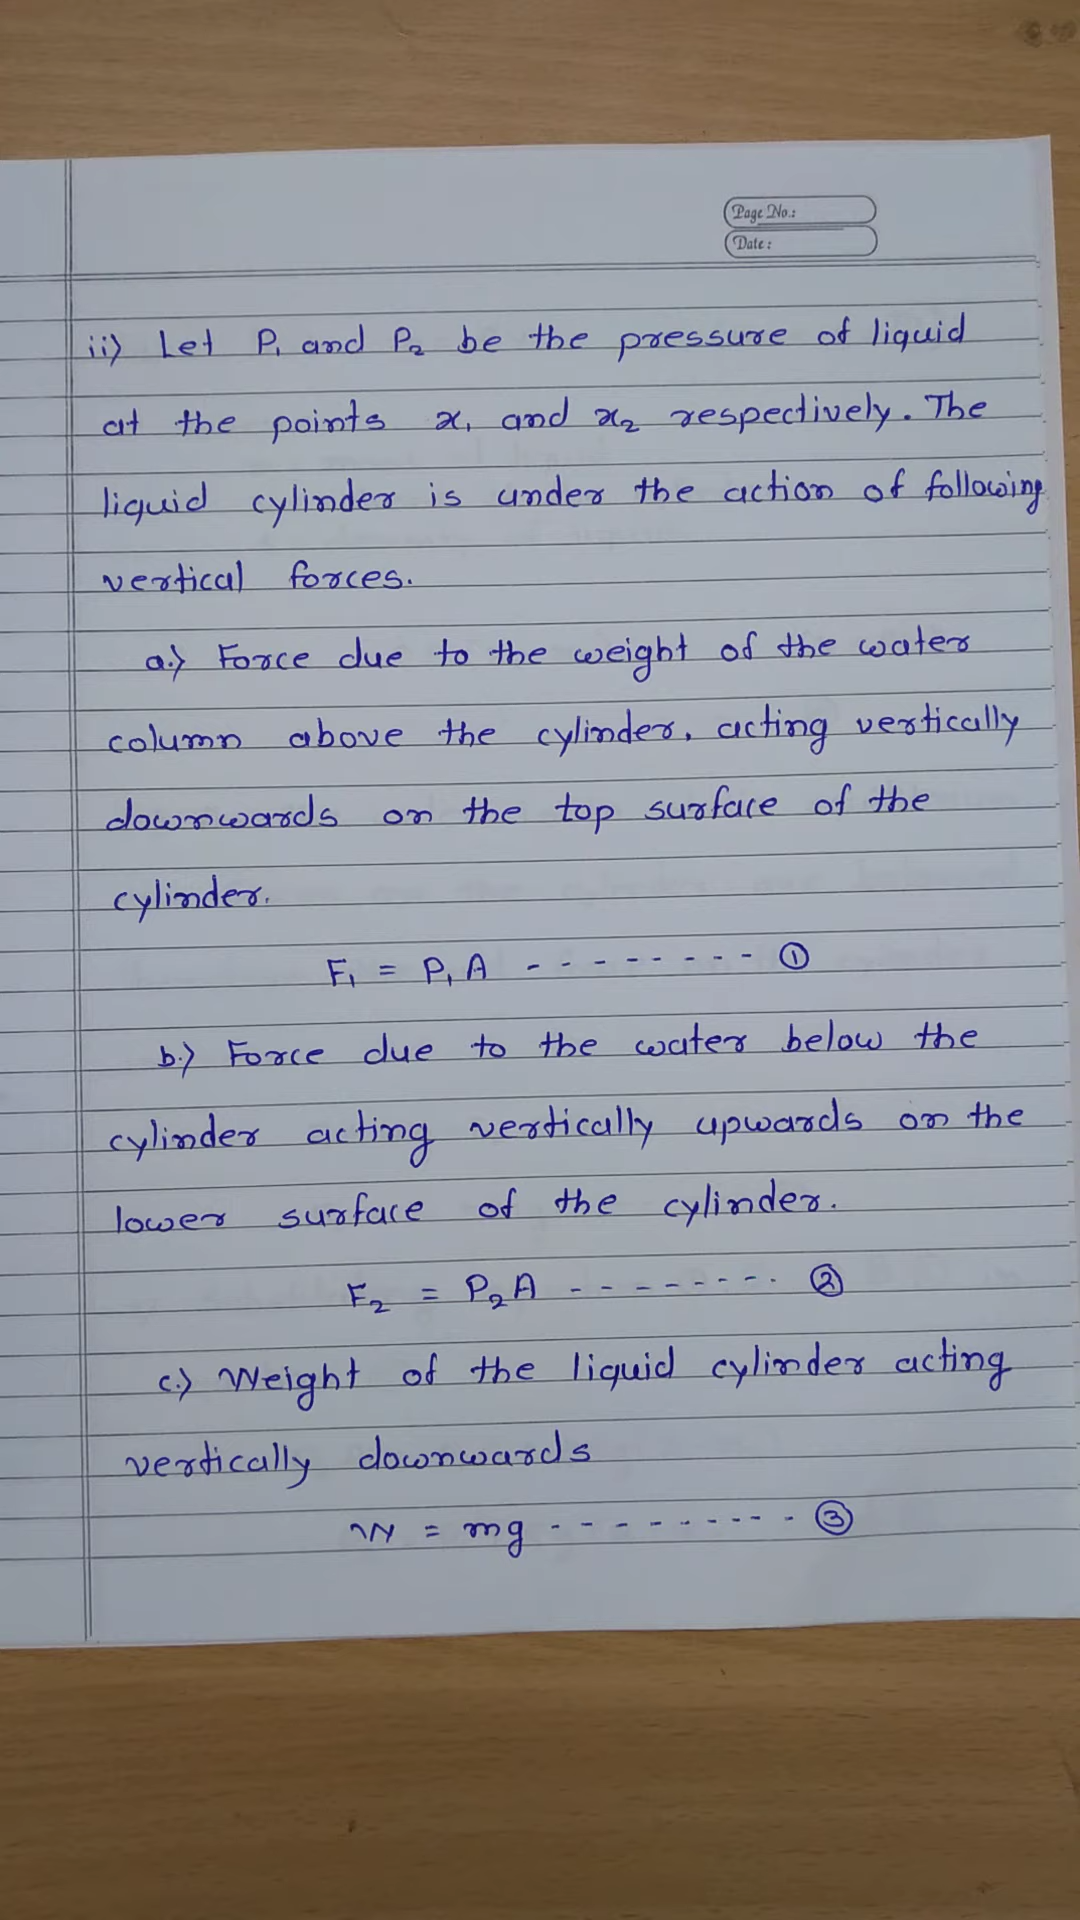 Page No.:
Date:
ii) Let P₁ and P₂ be the pressure of liquid
at the points x₁ and x₂ respectively. The
liquid cylinder is under the action of following
vertical forces.
a.) Force due to the weight of the water
column above the cylinder, acting vertically
downwards on the top surface of the
cylinder.
F₁ = P₁ A - - - - - - - - ①
b.) Force due to the water below the
cylinder acting vertically upwards on the
lower surface of the cylinder.
F₂ = P₂ A - - - - - - - - ②
c.) Weight of the liquid cylinder acting
vertically downwards
W = mg - - - - - - - - - ③